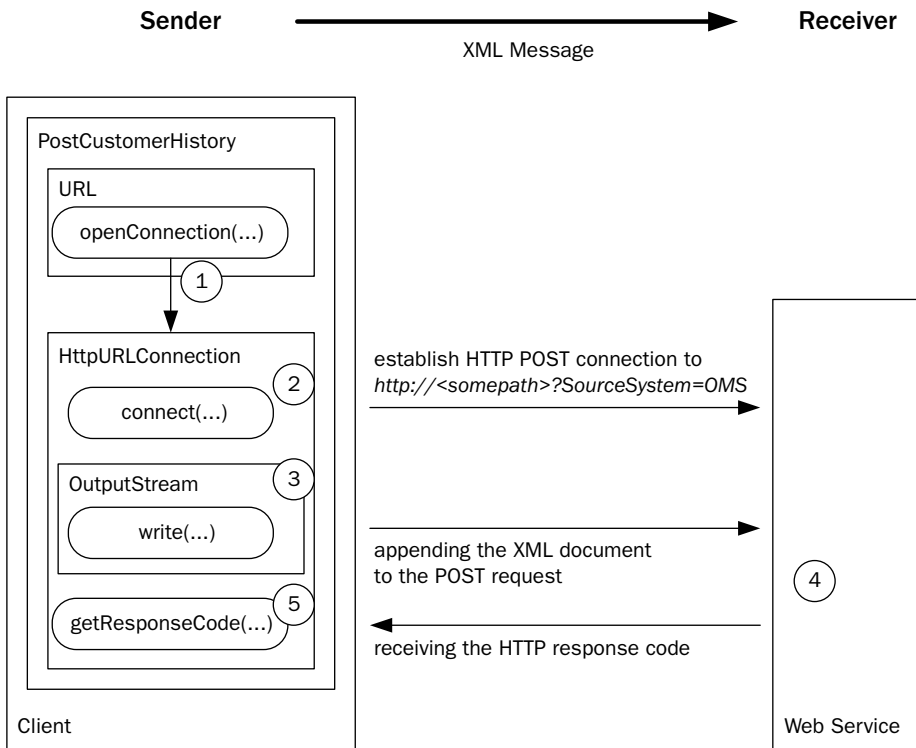 Sender
Receiver
XML Message
PostCustomerHistory
URL
openConnection(...)
1
HttpURLConnection
2
connect(...)
establish HTTP POST connection to
http://<somepath>?SourceSystem=OMS
3
OutputStream
write(...)
appending the XML document
to the POST request
4
5
getResponseCode(...)
receiving the HTTP response code
Client
Web Service